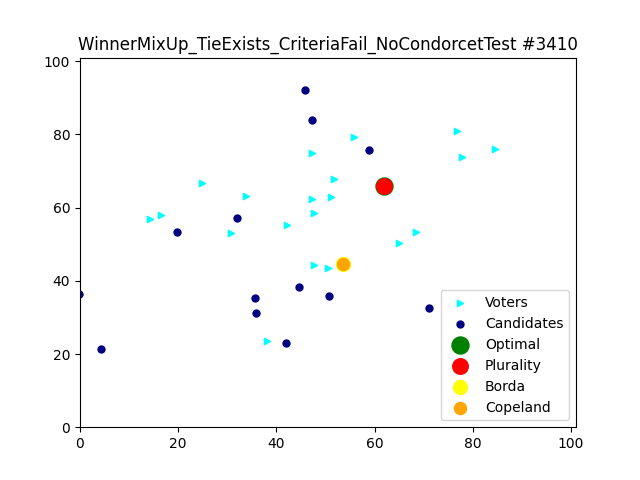 WinnerMixUp_TieExists_CriteriaFail_NoCondorcetTest #3410
100
80
60
40
20
0
0 20 40 60 80 100
Voters
Candidates
Optimal
Plurality
Borda
Copeland